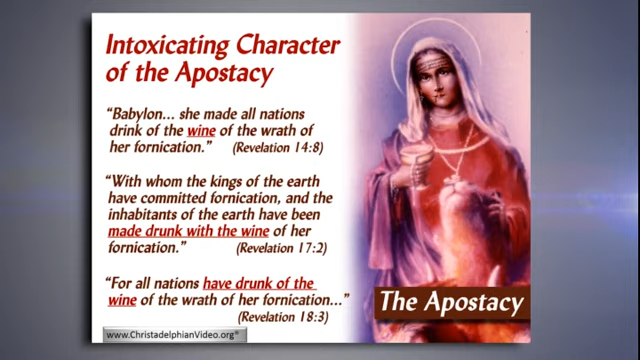 Intoxicating Character
of the Apostacy
"Babylon... she made all nations
drink of the wine of the wrath of
her fornication." (Revelation 14:8)
"With whom the kings of the earth
have committed fornication, and the
inhabitants of the earth have been
made drunk with the wine of her
fornication." (Revelation 17:2)
"For all nations have drunk of the
wine of the wrath of her fornication..."
(Revelation 18:3)
The Apostacy
www.ChristadelphianVideo.org®